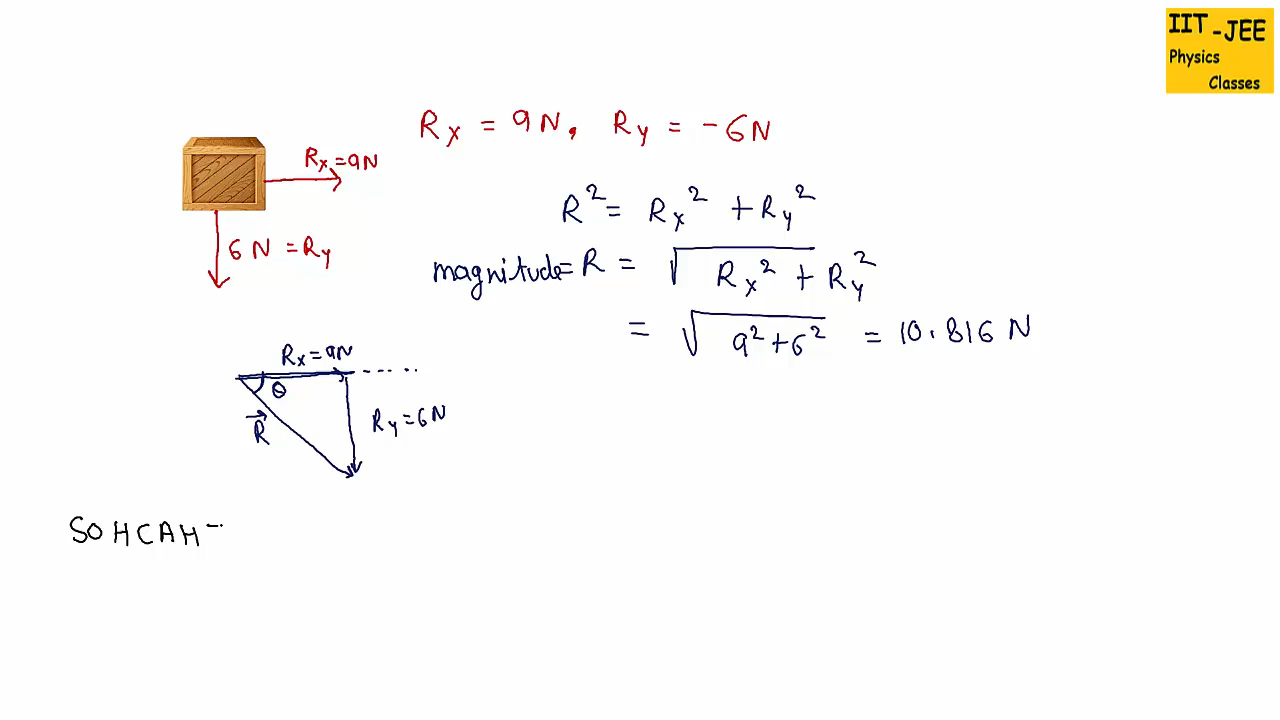 IIT-JEE
Physics
Classes
Rx = 9N, Ry = -6N
Rx=9N
6 N = Ry
R² = Rx² + Ry²
magnitude = R = √Rx² + Ry²
= √9²+6² = 10.816 N
Rx=9N
θ
R⃗
Ry=6N
SOHCAH